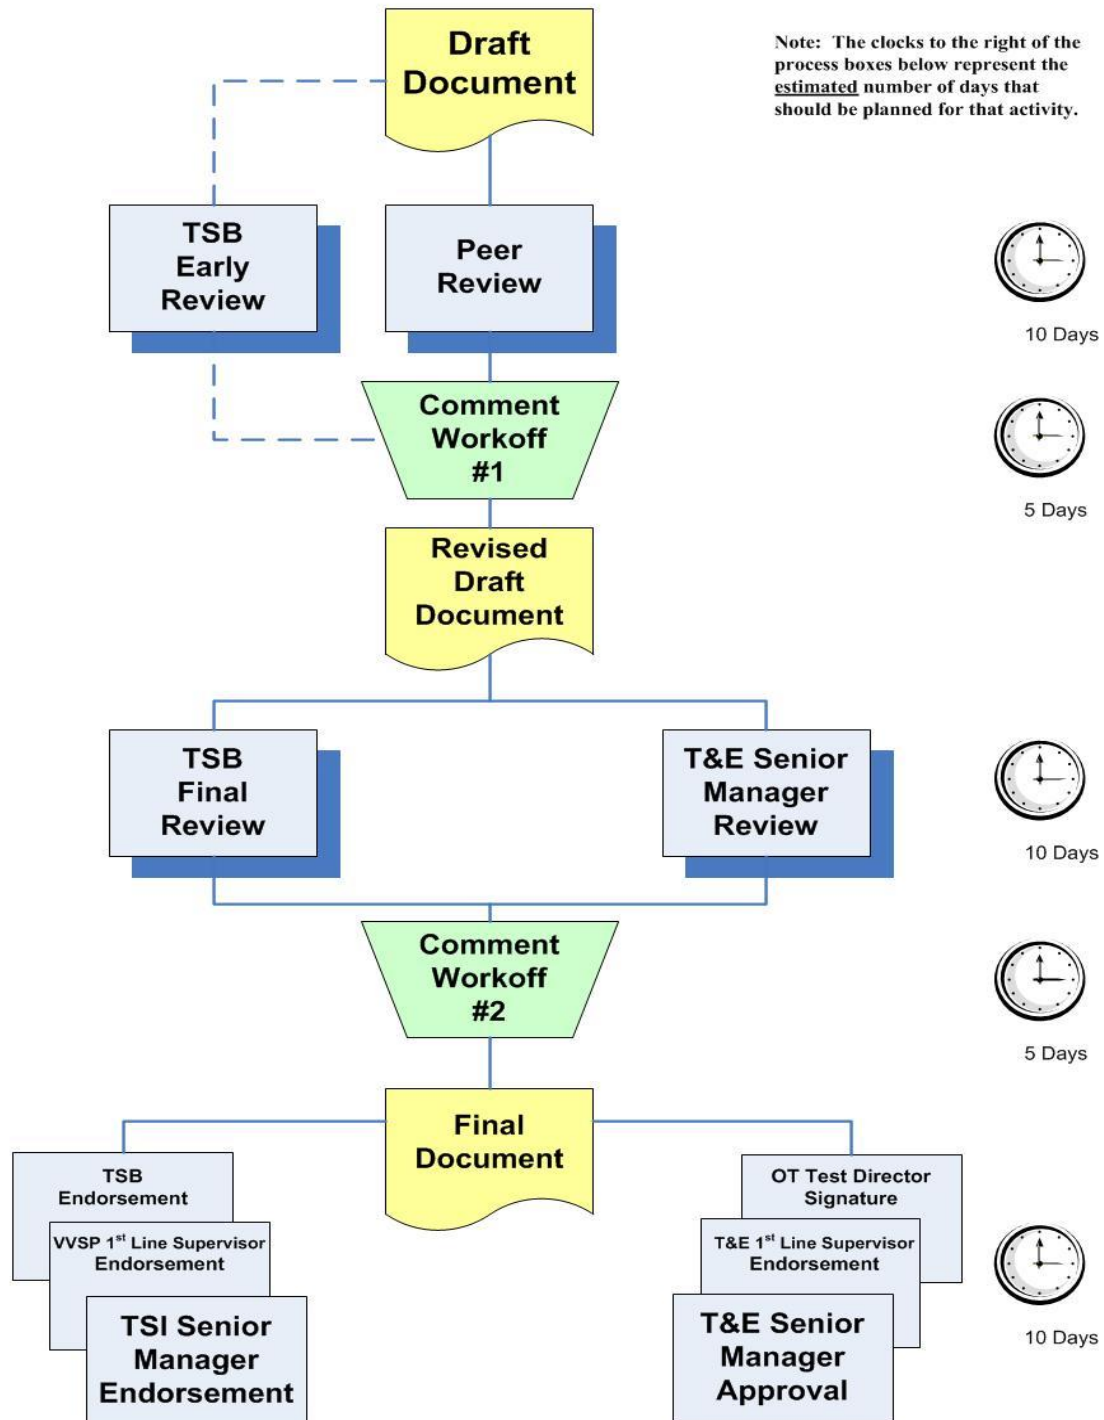 Draft
Document
Note: The clocks to the right of the
process boxes below represent the
estimated number of days that
should be planned for that activity.
TSB
Early
Review
Peer
Review
10 Days
Comment
Workoff
#1
5 Days
Revised
Draft
Document
TSB
Final
Review
T&E Senior
Manager
Review
10 Days
Comment
Workoff
#2
5 Days
Final
Document
TSB
Endorsement
VVSP 1st Line Supervisor
Endorsement
TSI Senior
Manager
Endorsement
OT Test Director
Signature
T&E 1st Line Supervisor
Endorsement
T&E Senior
Manager
Approval
10 Days